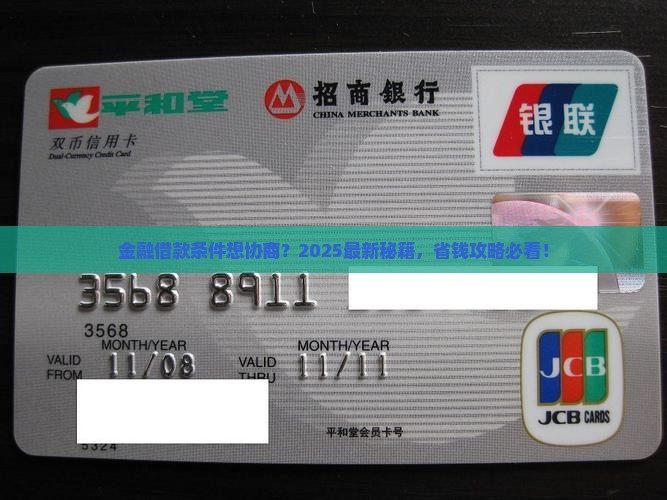 平和堂
双币信用卡
Dual-Currency Credit Card
招商银行
CHINA MERCHANTS BANK
银联
金融借款条件想协商？2025最新秘籍，省钱攻略必看！
3568 8911
3568
MONTH/YEAR
MONTH/YEAR
VALID FROM
11/08
VALID THRU
11/11
JCB
JCB CARDS
平和堂会员卡号
5324